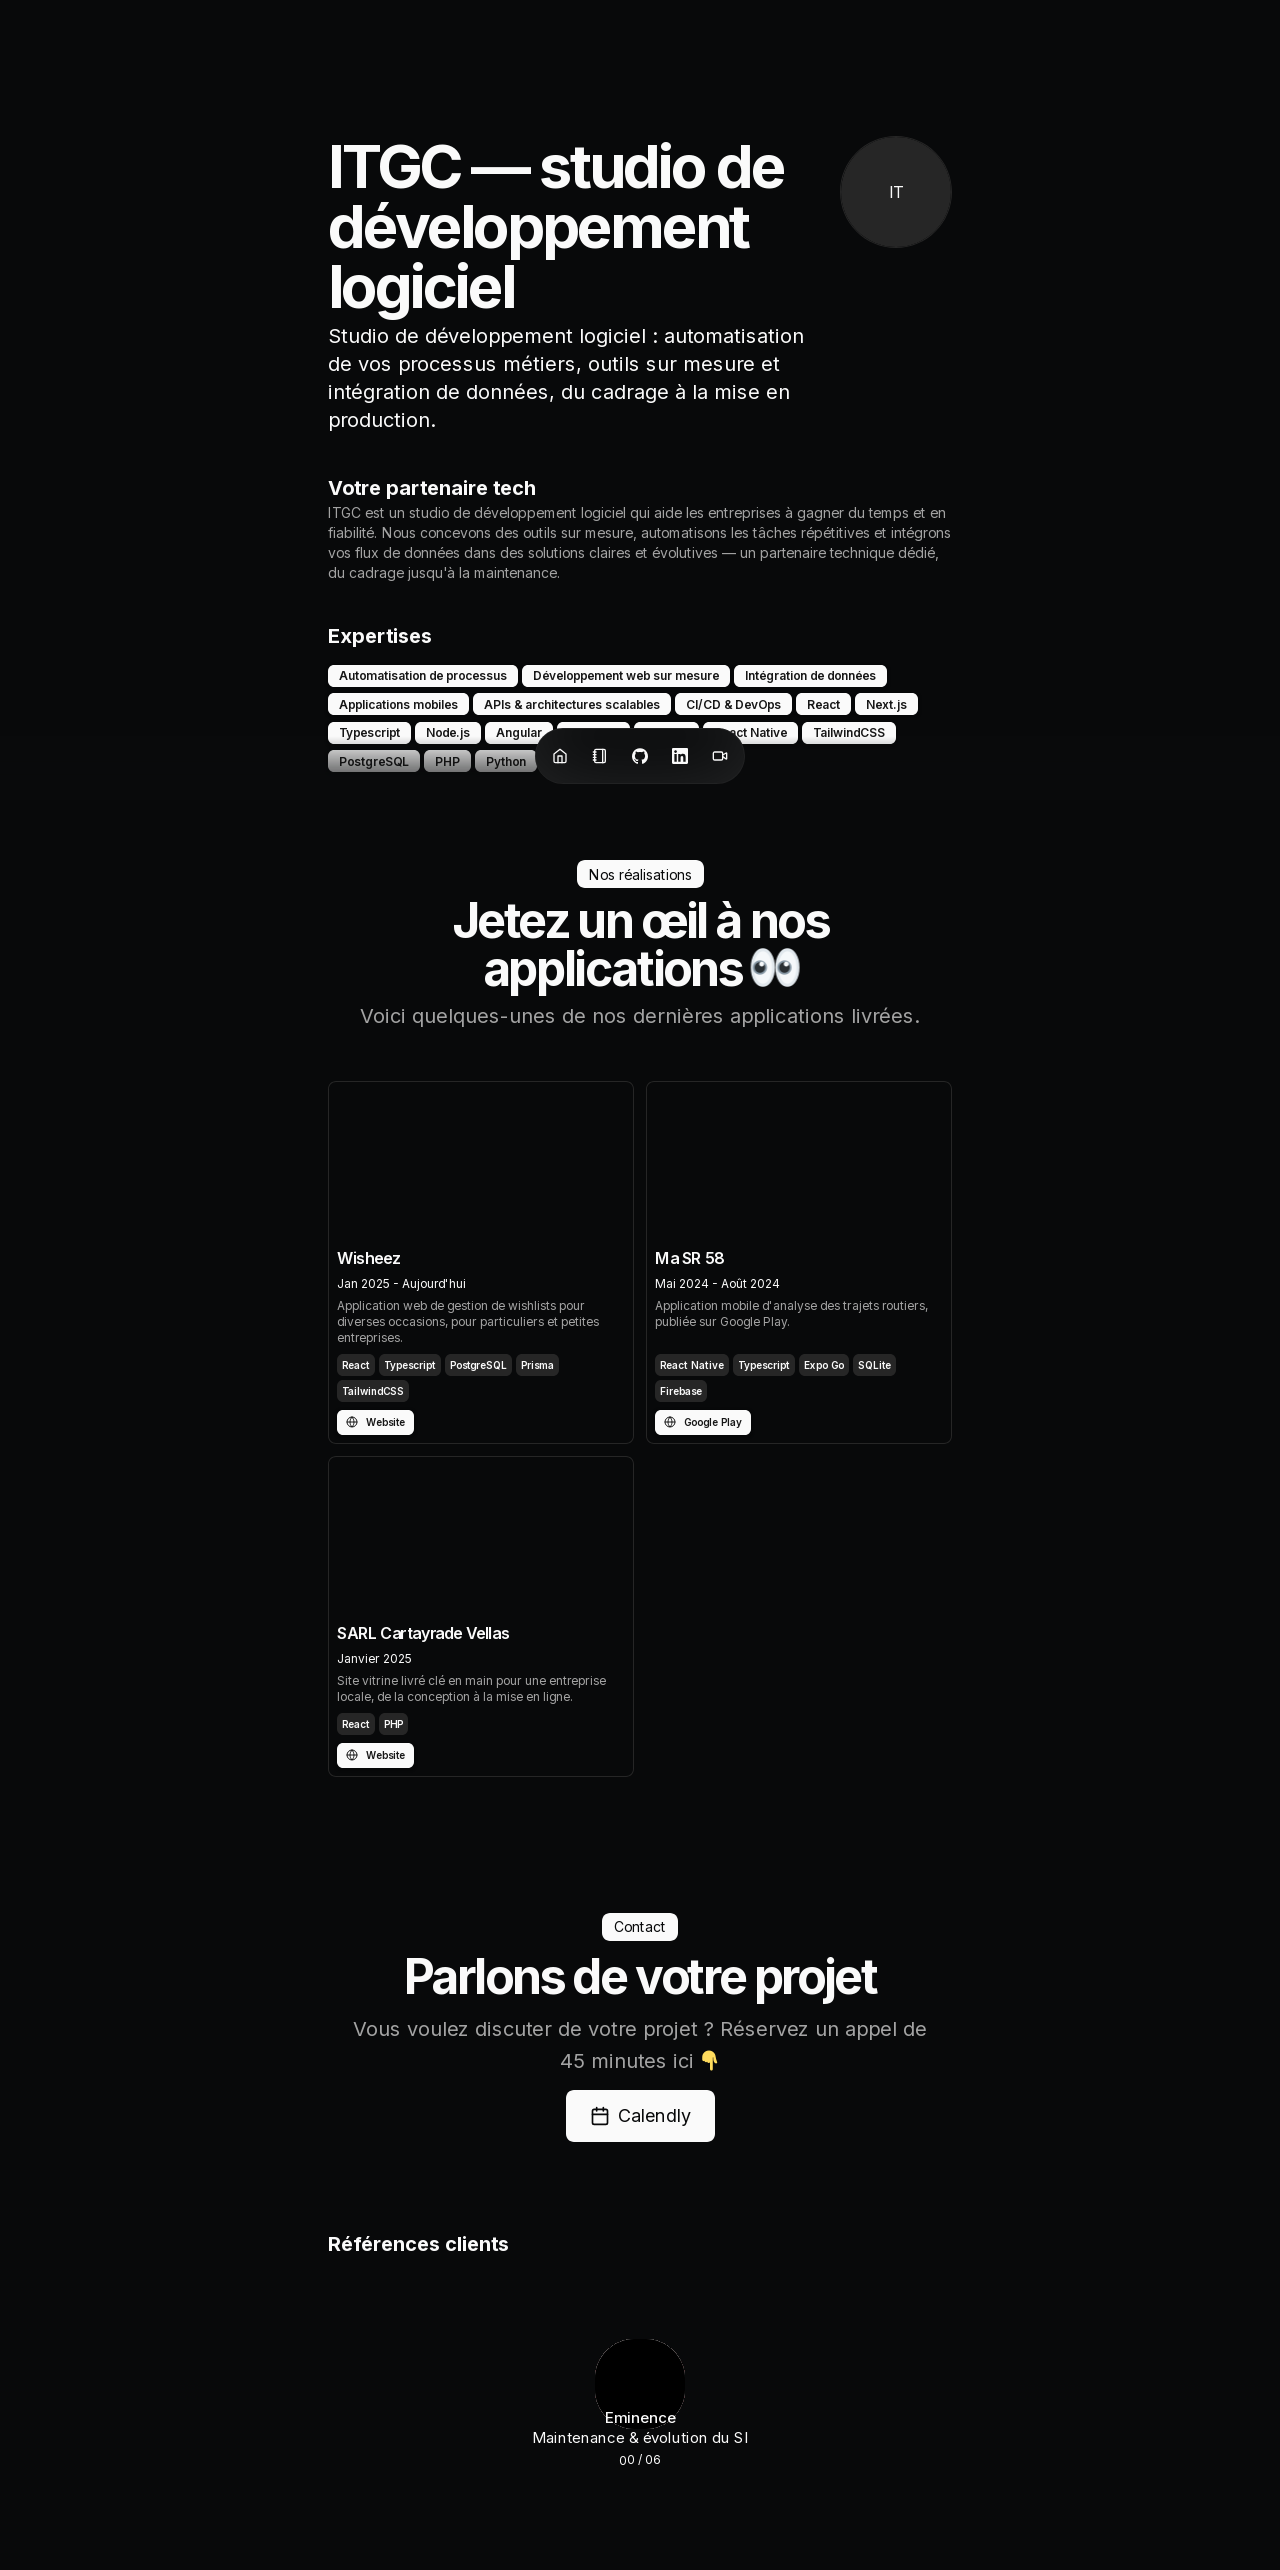 ITGC — studio de
développement
logiciel
IT
Studio de développement logiciel : automatisation
de vos processus métiers, outils sur mesure et
intégration de données, du cadrage à la mise en
production.
Votre partenaire tech
ITGC est un studio de développement logiciel qui aide les entreprises à gagner du temps et en
fiabilité. Nous concevons des outils sur mesure, automatisons les tâches répétitives et intégrons
vos flux de données dans des solutions claires et évolutives — un partenaire technique dédié,
du cadrage jusqu'à la maintenance.
Expertises
Automatisation de processus Développement web sur mesure Intégration de données
Applications mobiles APIs & architectures scalables CI/CD & DevOps React Next.js
Typescript Node.js Angular Native TailwindCSS
PostgreSQL PHP Python
Nos réalisations
Jetez un œil à nos
applications 👀
Voici quelques-unes de nos dernières applications livrées.
Wisheez
Jan 2025 - Aujourd'hui
Application web de gestion de wishlists pour
diverses occasions, pour particuliers et petites
entreprises.
React Typescript PostgreSQL Prisma
TailwindCSS
Website
Ma SR 58
Mai 2024 - Août 2024
Application mobile d'analyse des trajets routiers,
publiée sur Google Play.
React Native Typescript Expo Go SQLite
Firebase
Google Play
SARL Cartayrade Vellas
Janvier 2025
Site vitrine livré clé en main pour une entreprise
locale, de la conception à la mise en ligne.
React PHP
Website
Contact
Parlons de votre projet
Vous voulez discuter de votre projet ? Réservez un appel de
45 minutes ici 👇
Calendly
Références clients
Eminence
Maintenance & évolution du SI
00 / 06